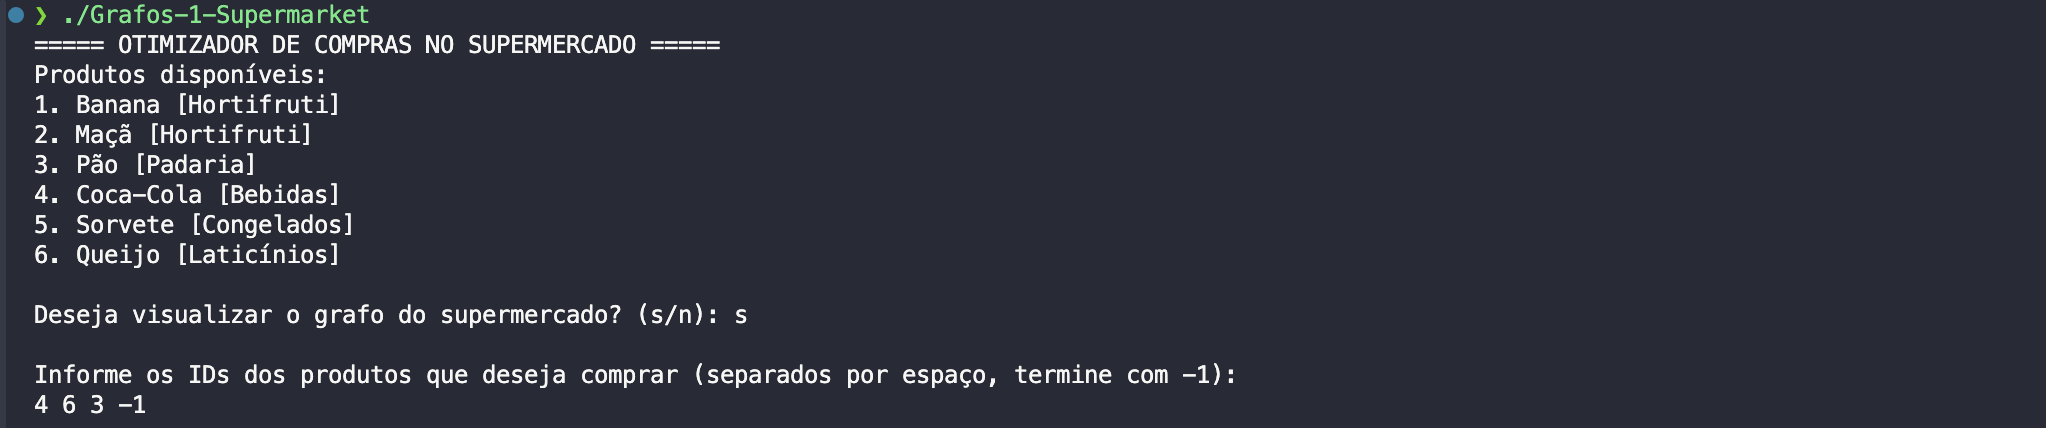 ❯ ./Grafos-1-Supermarket
===== OTIMIZADOR DE COMPRAS NO SUPERMERCADO =====
Produtos disponíveis:
1. Banana [Hortifruti]
2. Maçã [Hortifruti]
3. Pão [Padaria]
4. Coca-Cola [Bebidas]
5. Sorvete [Congelados]
6. Queijo [Laticínios]
Deseja visualizar o grafo do supermercado? (s/n): s
Informe os IDs dos produtos que deseja comprar (separados por espaço, termine com -1):
4 6 3 -1